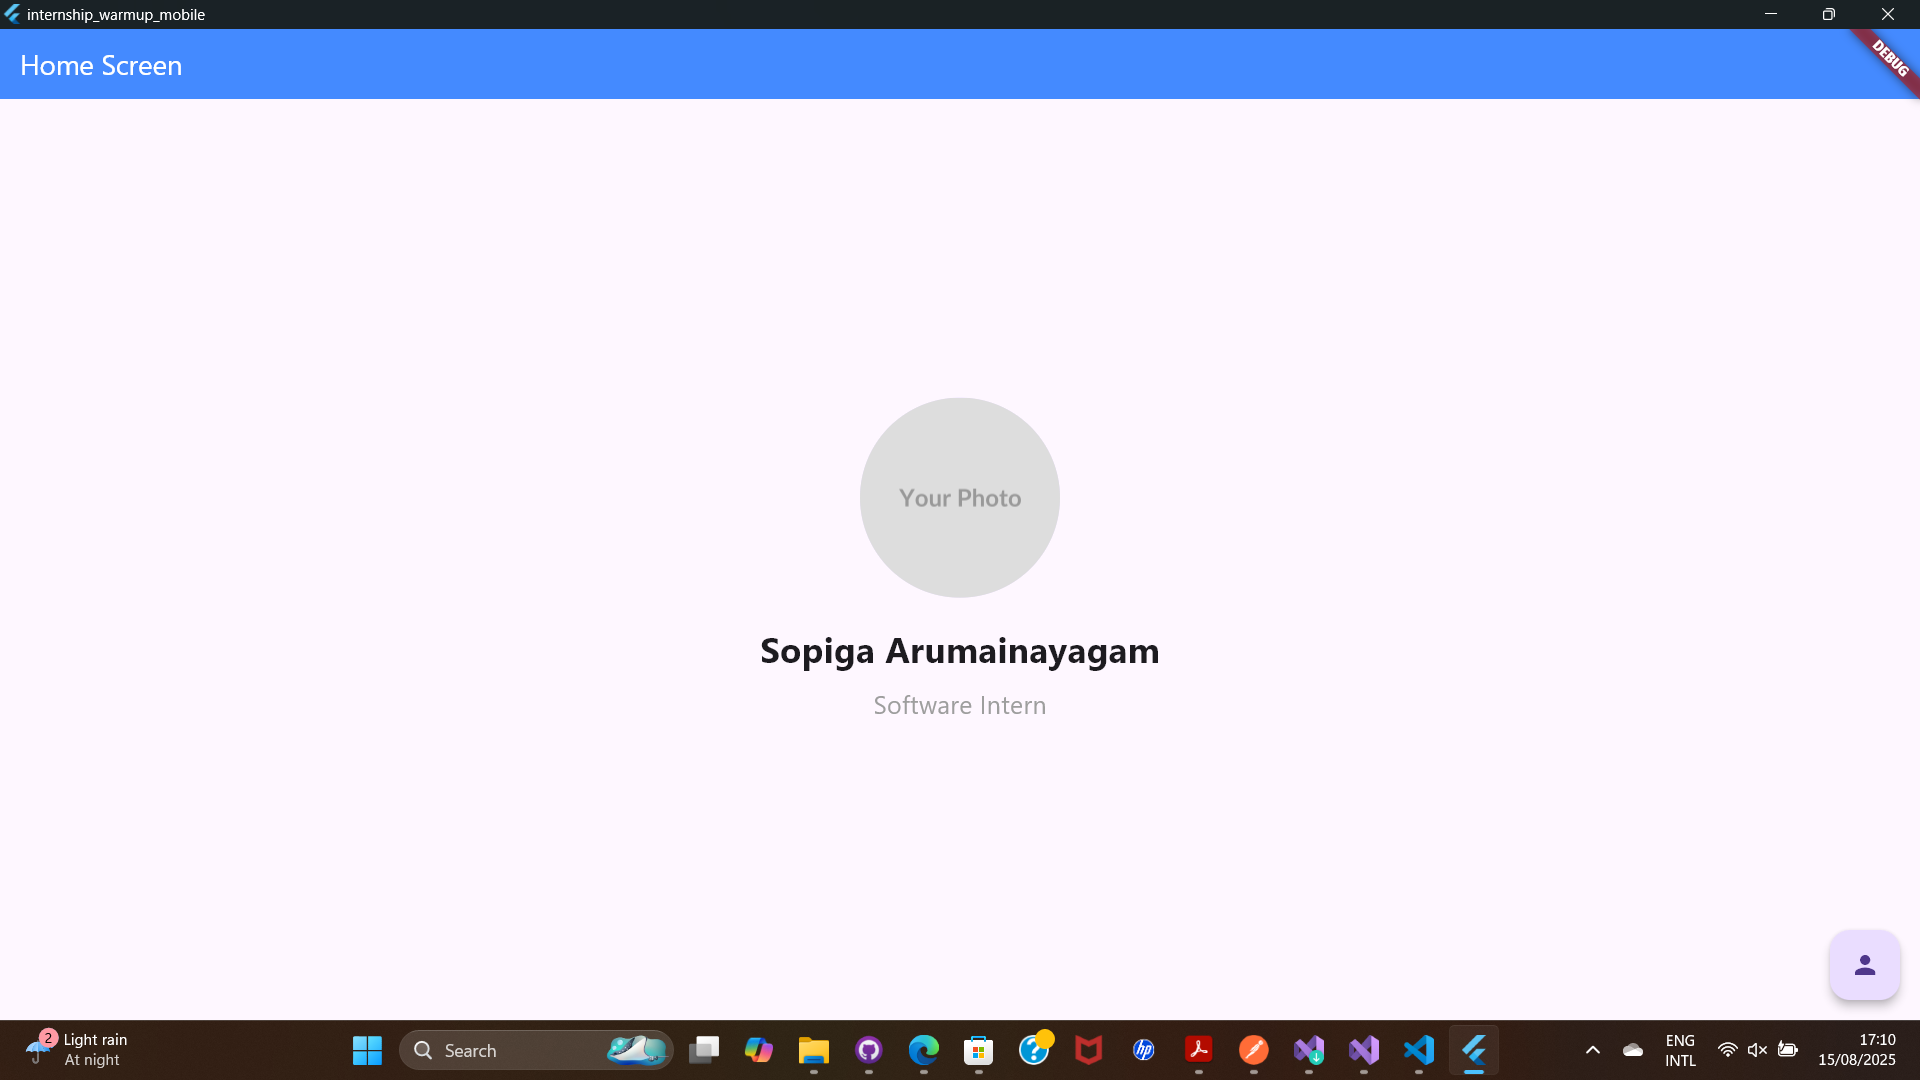 internship_warmup_mobile
Home Screen
DEBUG
Your Photo
Sopiga Arumainayagam
Software Intern
2
Light rain
At night
Search
hp
ENG
INTL
17:10
15/08/2025